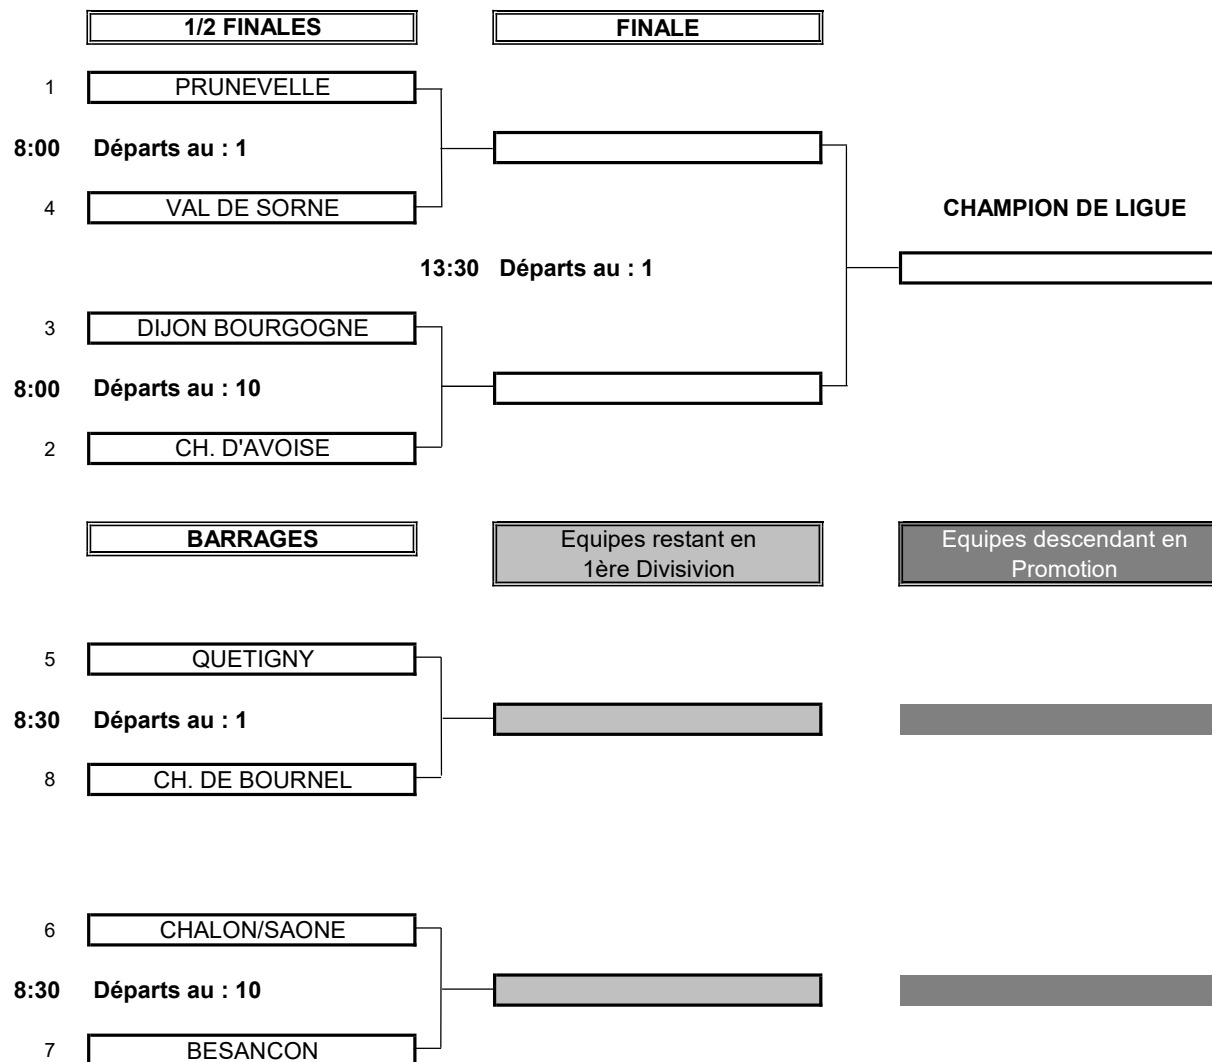 1/2 FINALES FINALE
1 PRUNEVELLE
8:00 Départs au : 1
4 VAL DE SORNE CHAMPION DE LIGUE
13:30 Départs au : 1
3 DIJON BOURGOGNE
8:00 Départs au : 10
2 CH. D'AVOISE
BARRAGES
Equipes restant en
1ère Divisivion
Equipes descendant en
Promotion
5 QUETIGNY
8:30 Départs au : 1
8 CH. DE BOURNEL
6 CHALON/SAONE
8:30 Départs au : 10
7 BESANCON